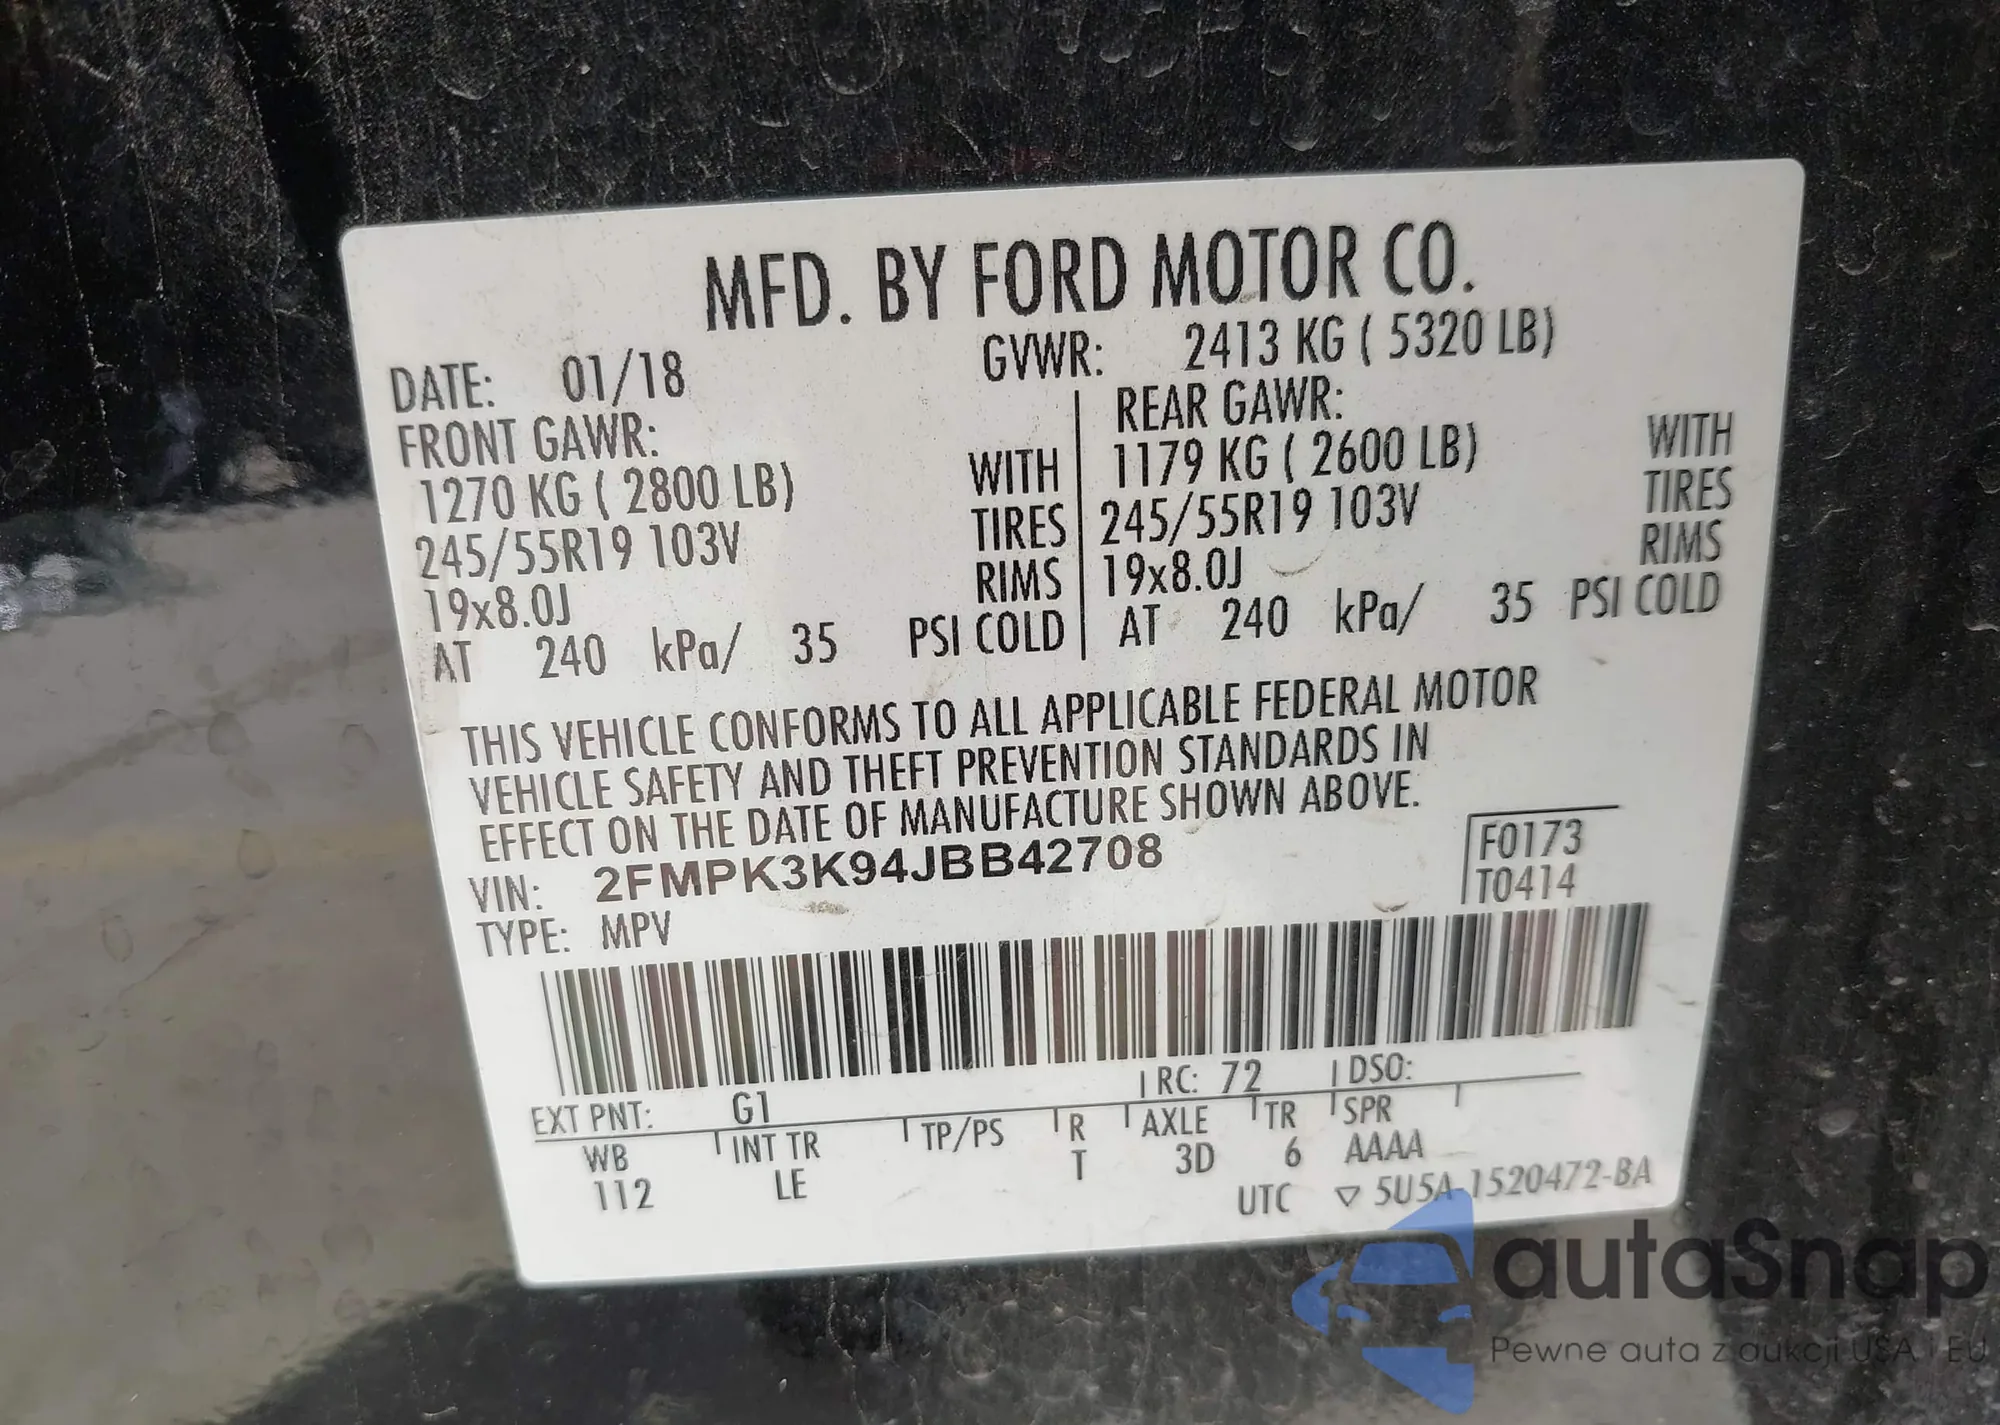 MFD. BY FORD MOTOR CO.
DATE: 01/18 GVWR: 2413 KG ( 5320 LB)
FRONT GAWR: REAR GAWR:
1270 KG ( 2800 LB) WITH 1179 KG ( 2600 LB) WITH
245/55R19 103V TIRES 245/55R19 103V TIRES
19x8.0J RIMS 19x8.0J RIMS
AT 240 kPa/ 35 PSI COLD AT 240 kPa/ 35 PSI COLD
THIS VEHICLE CONFORMS TO ALL APPLICABLE FEDERAL MOTOR
VEHICLE SAFETY AND THEFT PREVENTION STANDARDS IN
EFFECT ON THE DATE OF MANUFACTURE SHOWN ABOVE.
VIN: 2FMPK3K94JBB42708 F0173
TYPE: MPV T0414
EXT PNT: G1 RC: 72 DSO:
WB INT TR TP/PS R AXLE TR SPR
112 LE T 3D 6 AAAA
UTC ▽ 5U5A-1520472-BA
autaSnap
Pewne auta z aukcji USA i EU